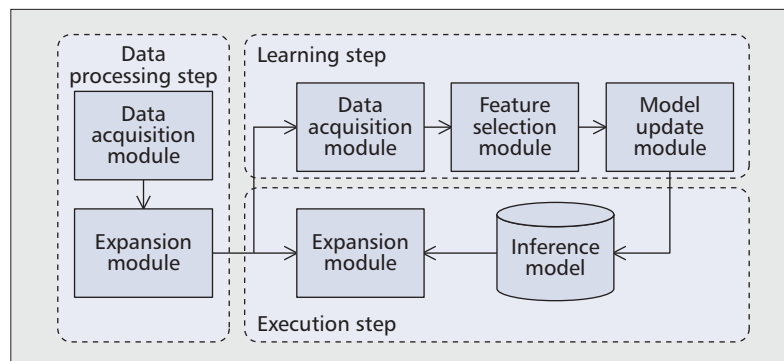 Data
processing step
Data
acquisition
module
Expansion
module
Learning step
Data
acquisition
module
Feature
selection
module
Model
update
module
Expansion
module
Inference
model
Execution step